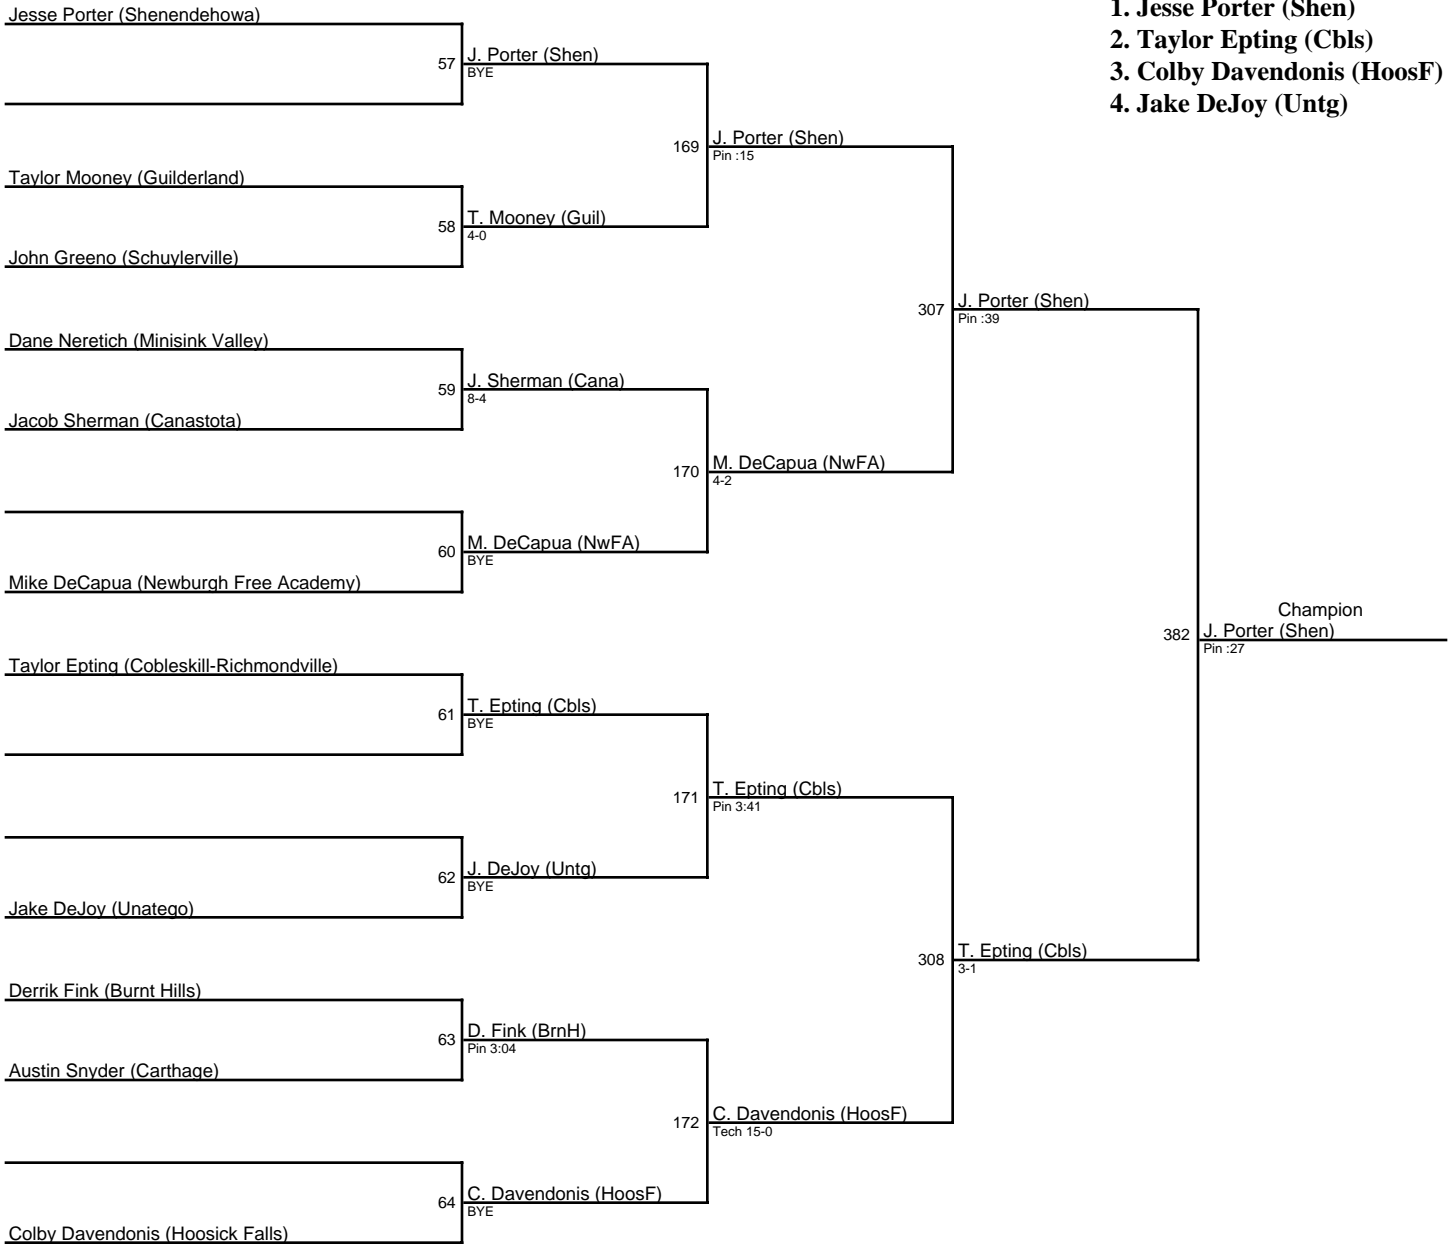 Jesse Porter (Shenendehowa)
1. Jesse Porter (Shen)
2. Taylor Epting (Cbls)
3. Colby Davendonis (HoosF)
4. Jake DeJoy (Untg)
57
J. Porter (Shen)
BYE
169
J. Porter (Shen)
Pin :15
Taylor Mooney (Guilderland)
58
T. Mooney (Guil)
4-0
John Greeno (Schuylerville)
307
J. Porter (Shen)
Pin :39
Dane Neretich (Minisink Valley)
59
J. Sherman (Cana)
8-4
Jacob Sherman (Canastota)
170
M. DeCapua (NwFA)
4-2
60
M. DeCapua (NwFA)
BYE
Mike DeCapua (Newburgh Free Academy)
Champion
382
J. Porter (Shen)
Pin :27
Taylor Epting (Cobleskill-Richmondville)
61
T. Epting (Cbls)
BYE
171
T. Epting (Cbls)
Pin 3:41
62
J. DeJoy (Untg)
BYE
Jake DeJoy (Unatego)
308
T. Epting (Cbls)
3-1
Derrik Fink (Burnt Hills)
63
D. Fink (BrnH)
Pin 3:04
Austin Snyder (Carthage)
172
C. Davendonis (HoosF)
Tech 15-0
64
C. Davendonis (HoosF)
BYE
Colby Davendonis (Hoosick Falls)